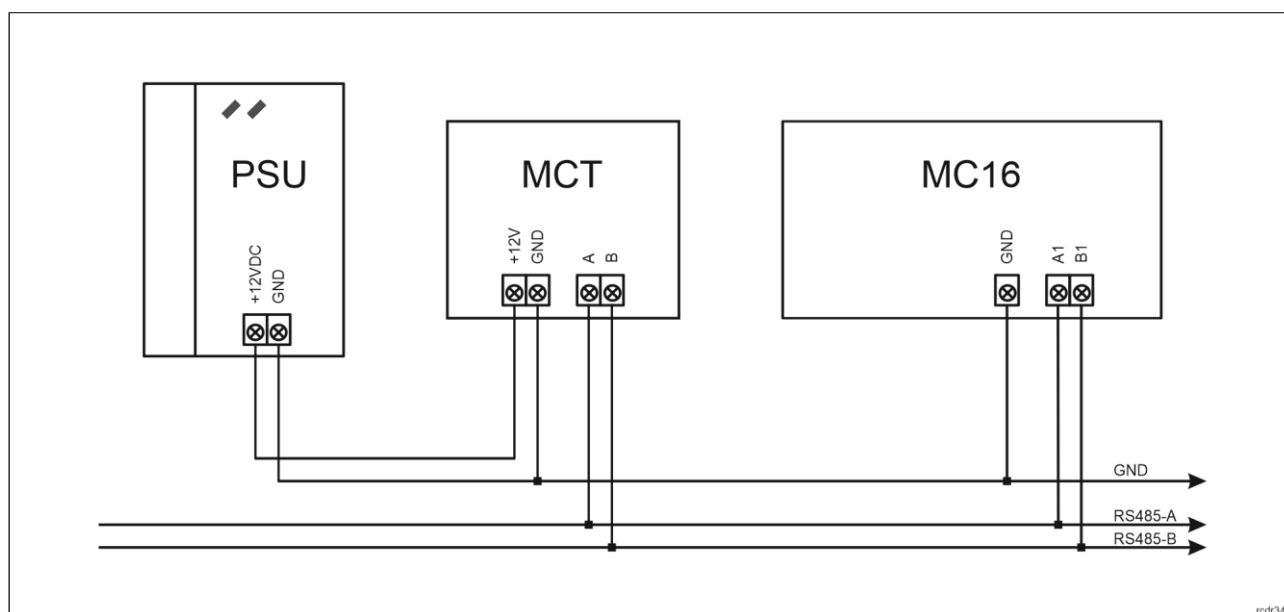 PSU
MCT
MC16
+12VDC
GND
+12V
GND
A
B
GND
A1
B1
GND
RS485-A
RS485-B